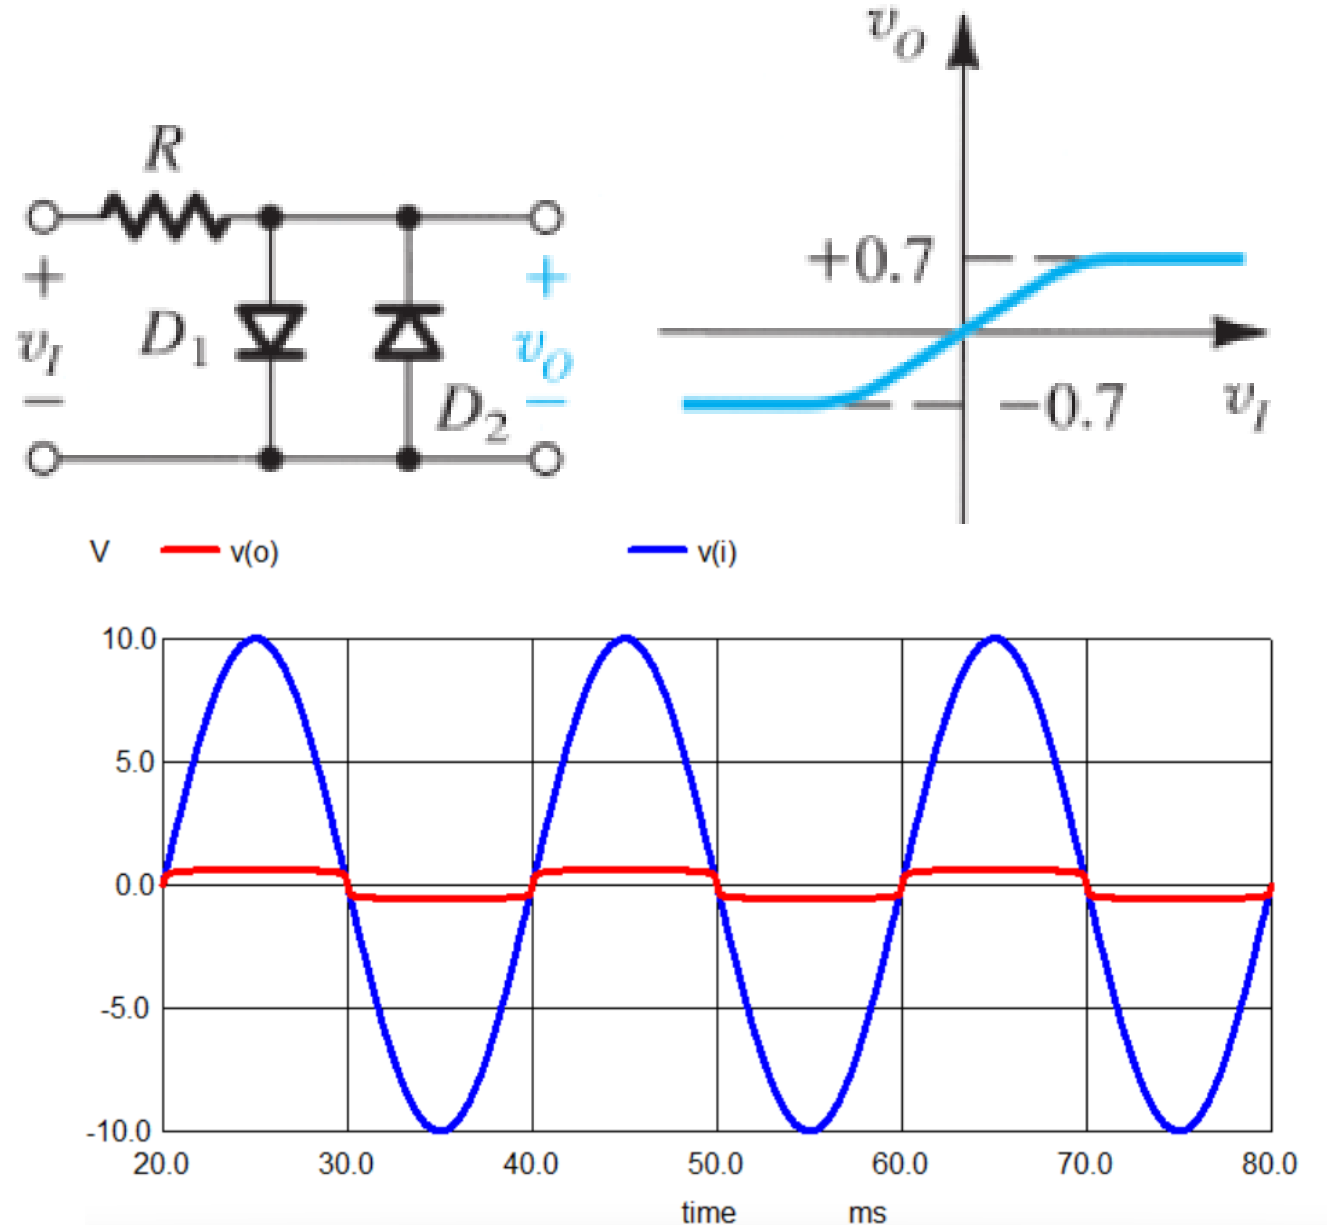 R
+
v_I
−
D_1
D_2
+
v_O
−
v_O
+0.7
−0.7
v_I
V v(o) v(i)
10.0
5.0
0.0
-5.0
-10.0
20.0 30.0 40.0 50.0 60.0 70.0 80.0
time ms